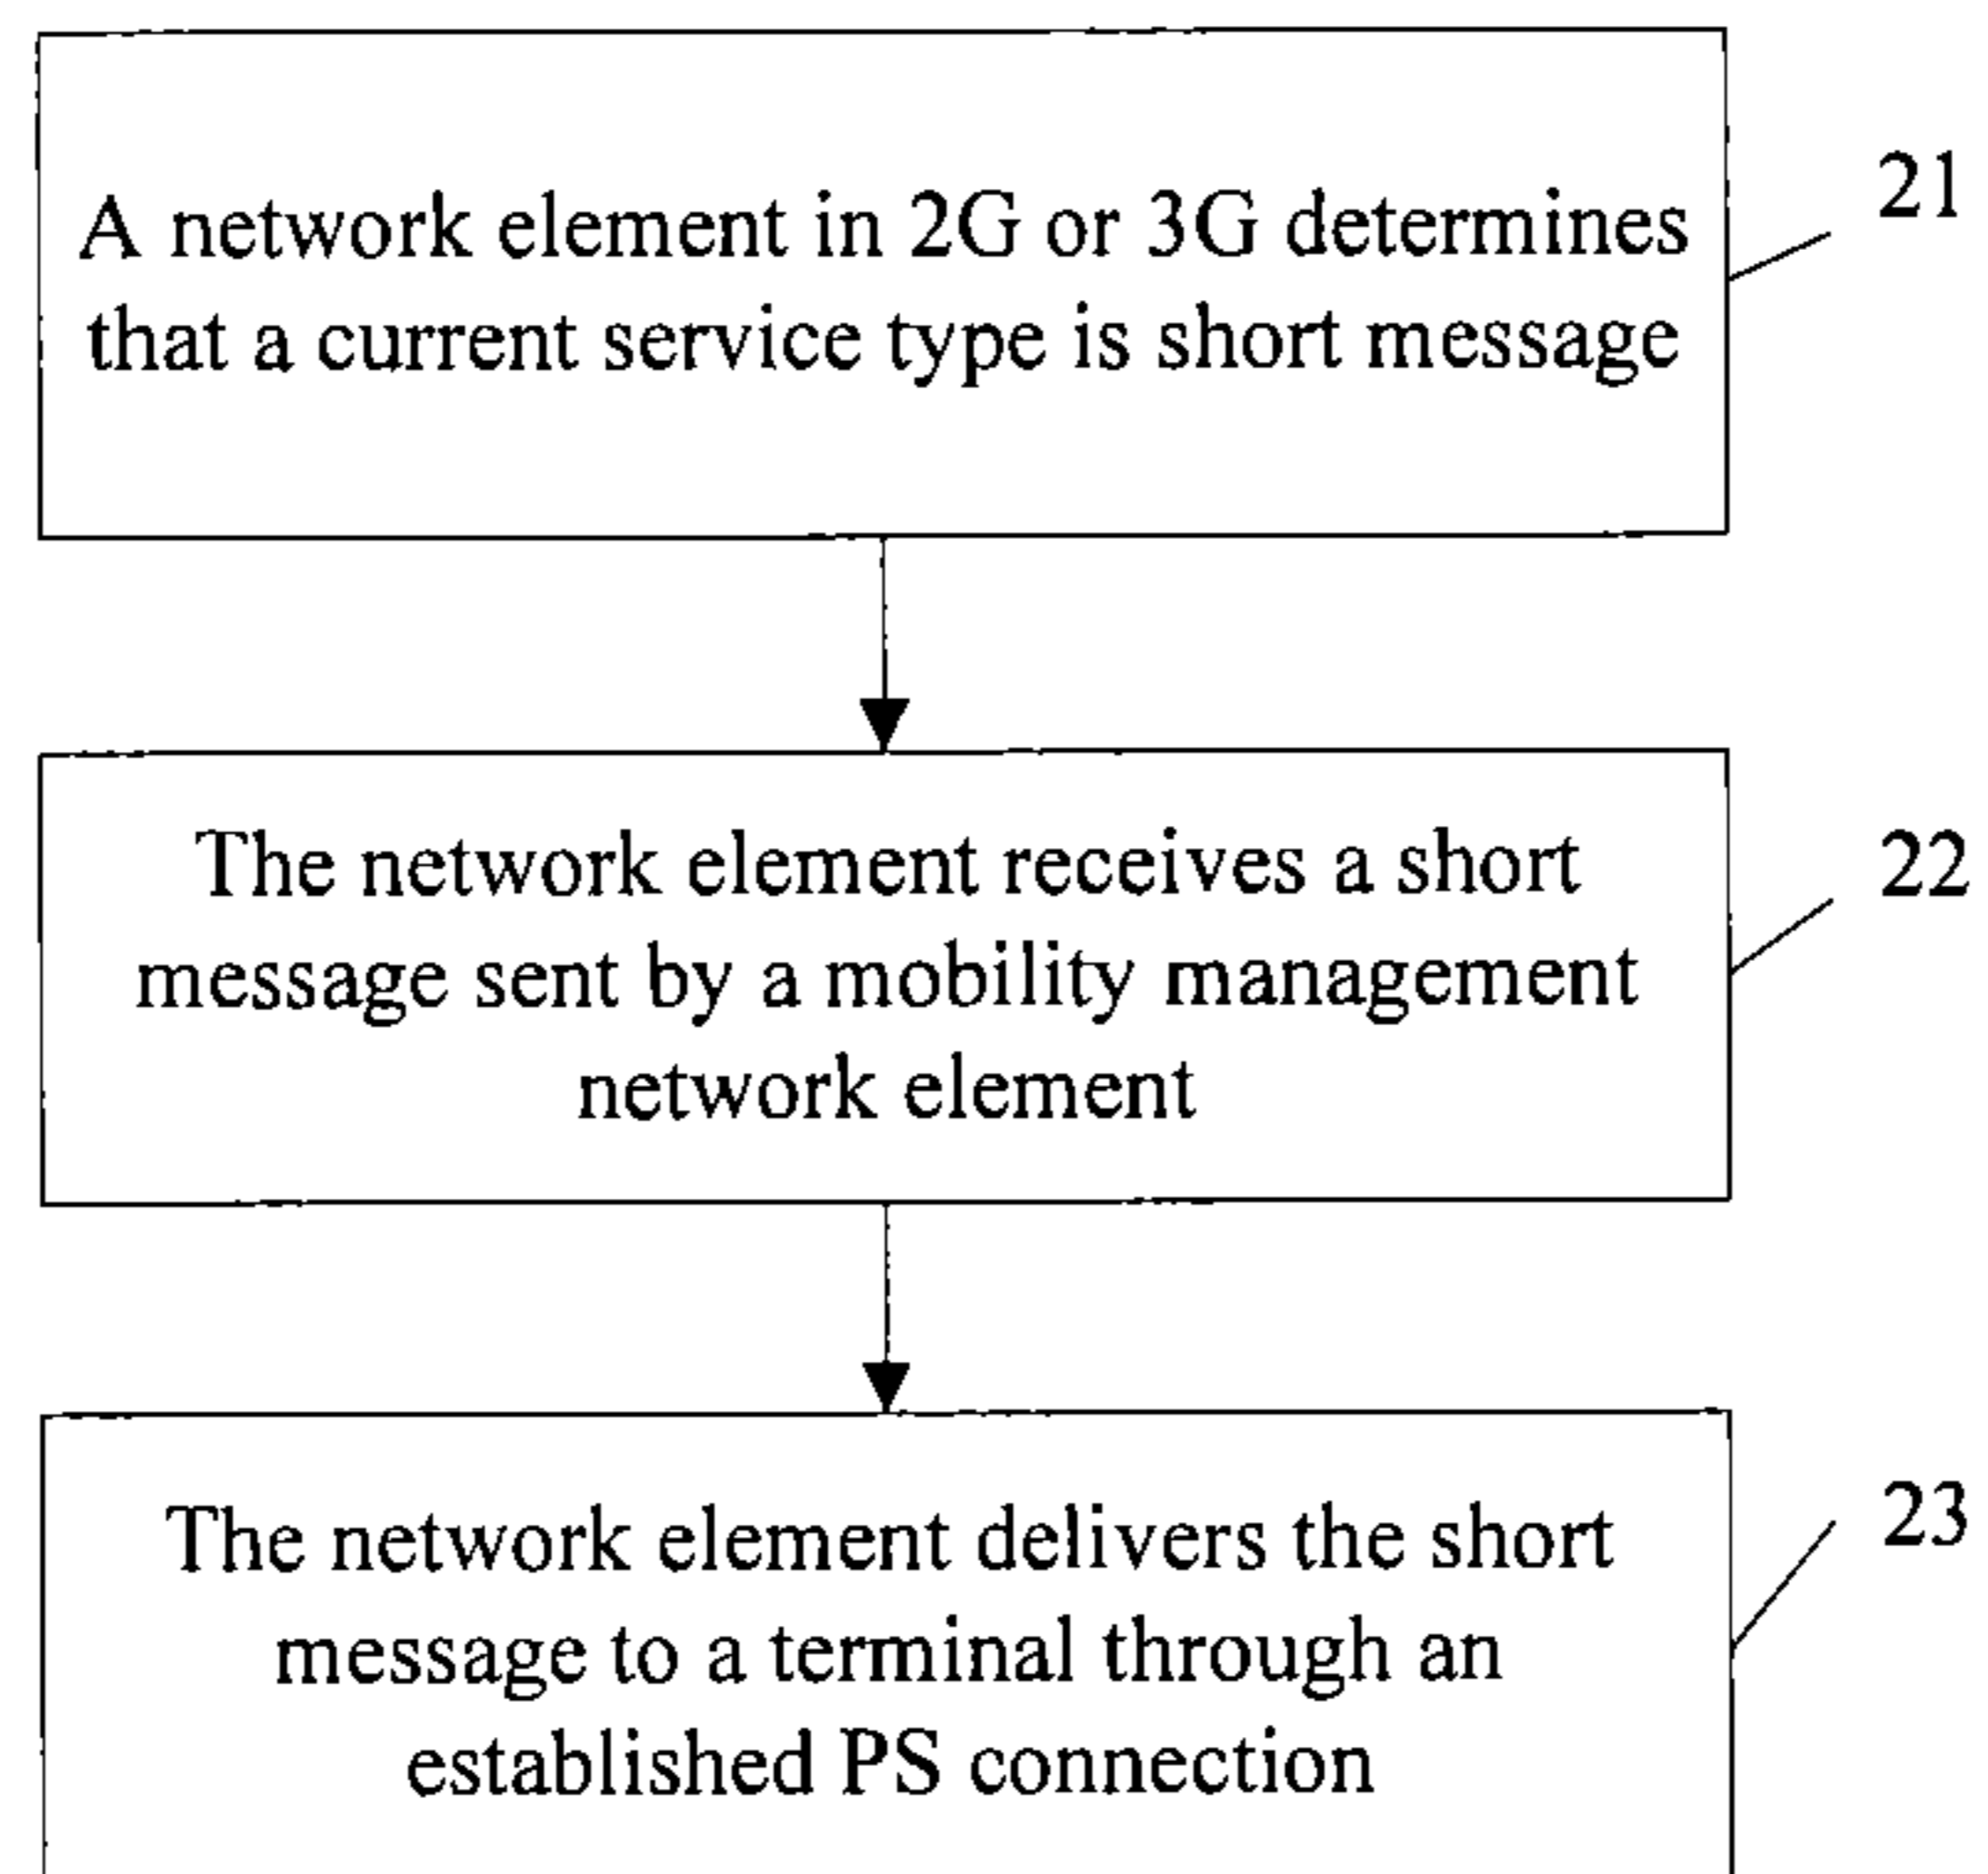 A network element in 2G or 3G determines
that a current service type is short message
21
The network element receives a short
message sent by a mobility management
network element
22
The network element delivers the short
message to a terminal through an
established PS connection
23